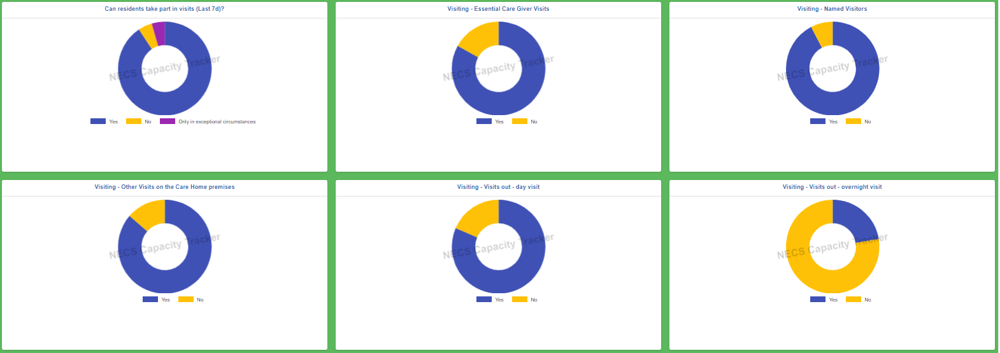 Can residents take part in visits (Last 7d)?
NECS Capacity Tracker
Yes No Only in exceptional circumstances
Visiting - Essential Care Giver Visits
NECS Capacity Tracker
Yes No
Visiting - Named Visitors
NECS Capacity Tracker
Yes No
Visiting - Other Visits on the Care Home premises
NECS Capacity Tracker
Yes No
Visiting - Visits out - day visit
NECS Capacity Tracker
Yes No
Visiting - Visits out - overnight visit
NECS Capacity Tracker
Yes No